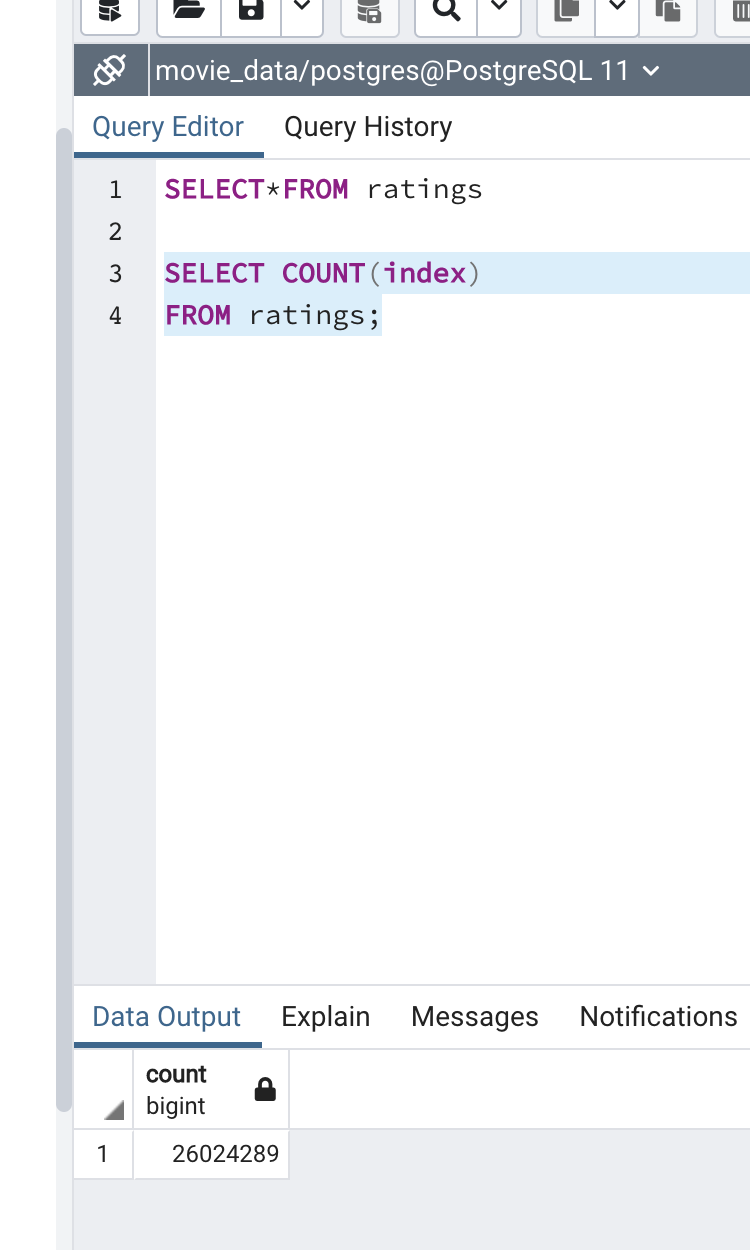 movie_data/postgres@PostgreSQL 11
Query Editor Query History
1 SELECT*FROM ratings
2
3 SELECT COUNT(index)
4 FROM ratings;
Data Output Explain Messages Notifications
count
bigint
1 26024289